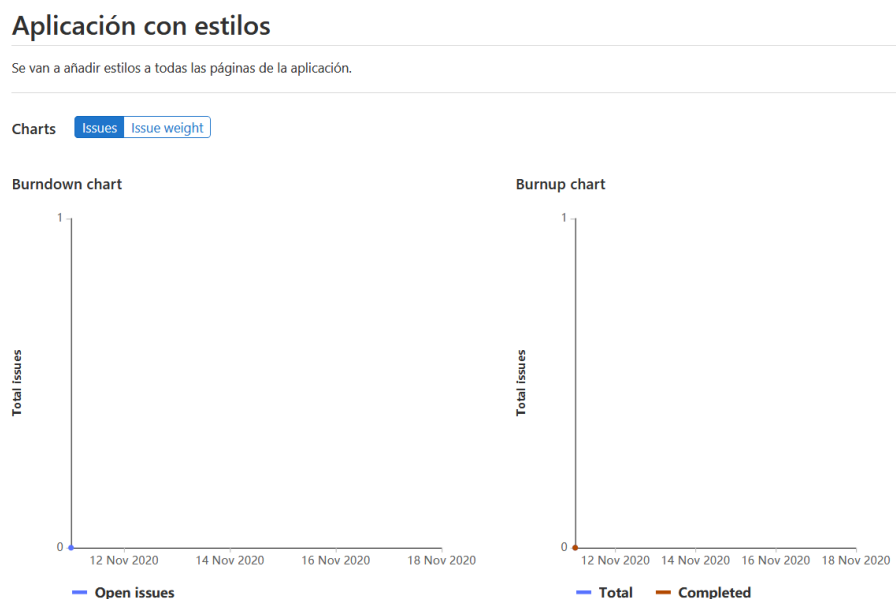 Aplicación con estilos
Se van a añadir estilos a todas las páginas de la aplicación.
Charts Issues Issue weight
Burndown chart
1
Total issues
0
12 Nov 2020 14 Nov 2020 16 Nov 2020 18 Nov 2020
Open issues
Burnup chart
1
Total issues
0
12 Nov 2020 14 Nov 2020 16 Nov 2020 18 Nov 2020
Total Completed